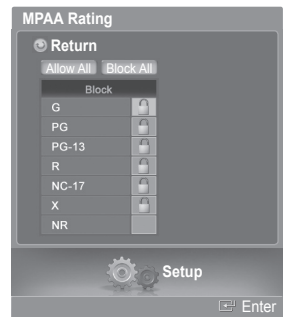 MPAA Rating
Return
Allow All Block All
Block
G
PG
PG-13
R
NC-17
X
NR
Setup
Enter